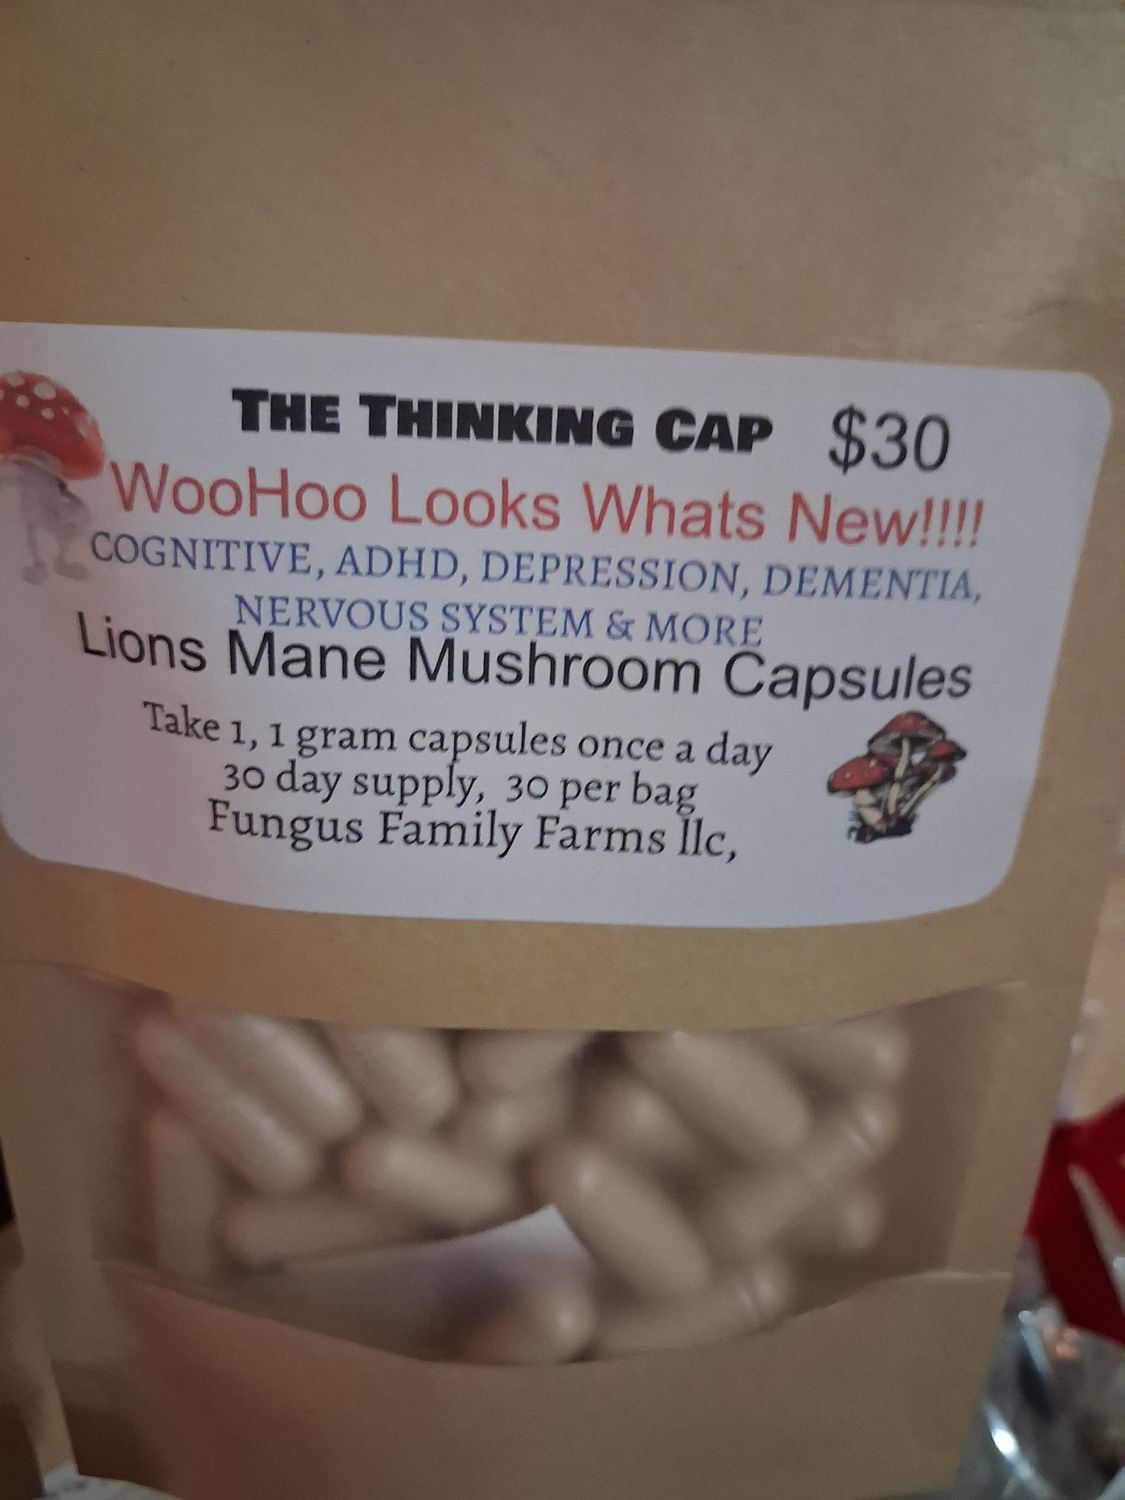 THE THINKING CAP $30
WooHoo Looks Whats New!!!!
COGNITIVE, ADHD, DEPRESSION, DEMENTIA,
NERVOUS SYSTEM & MORE
Lions Mane Mushroom Capsules
Take 1, 1 gram capsules once a day
30 day supply, 30 per bag
Fungus Family Farms llc,